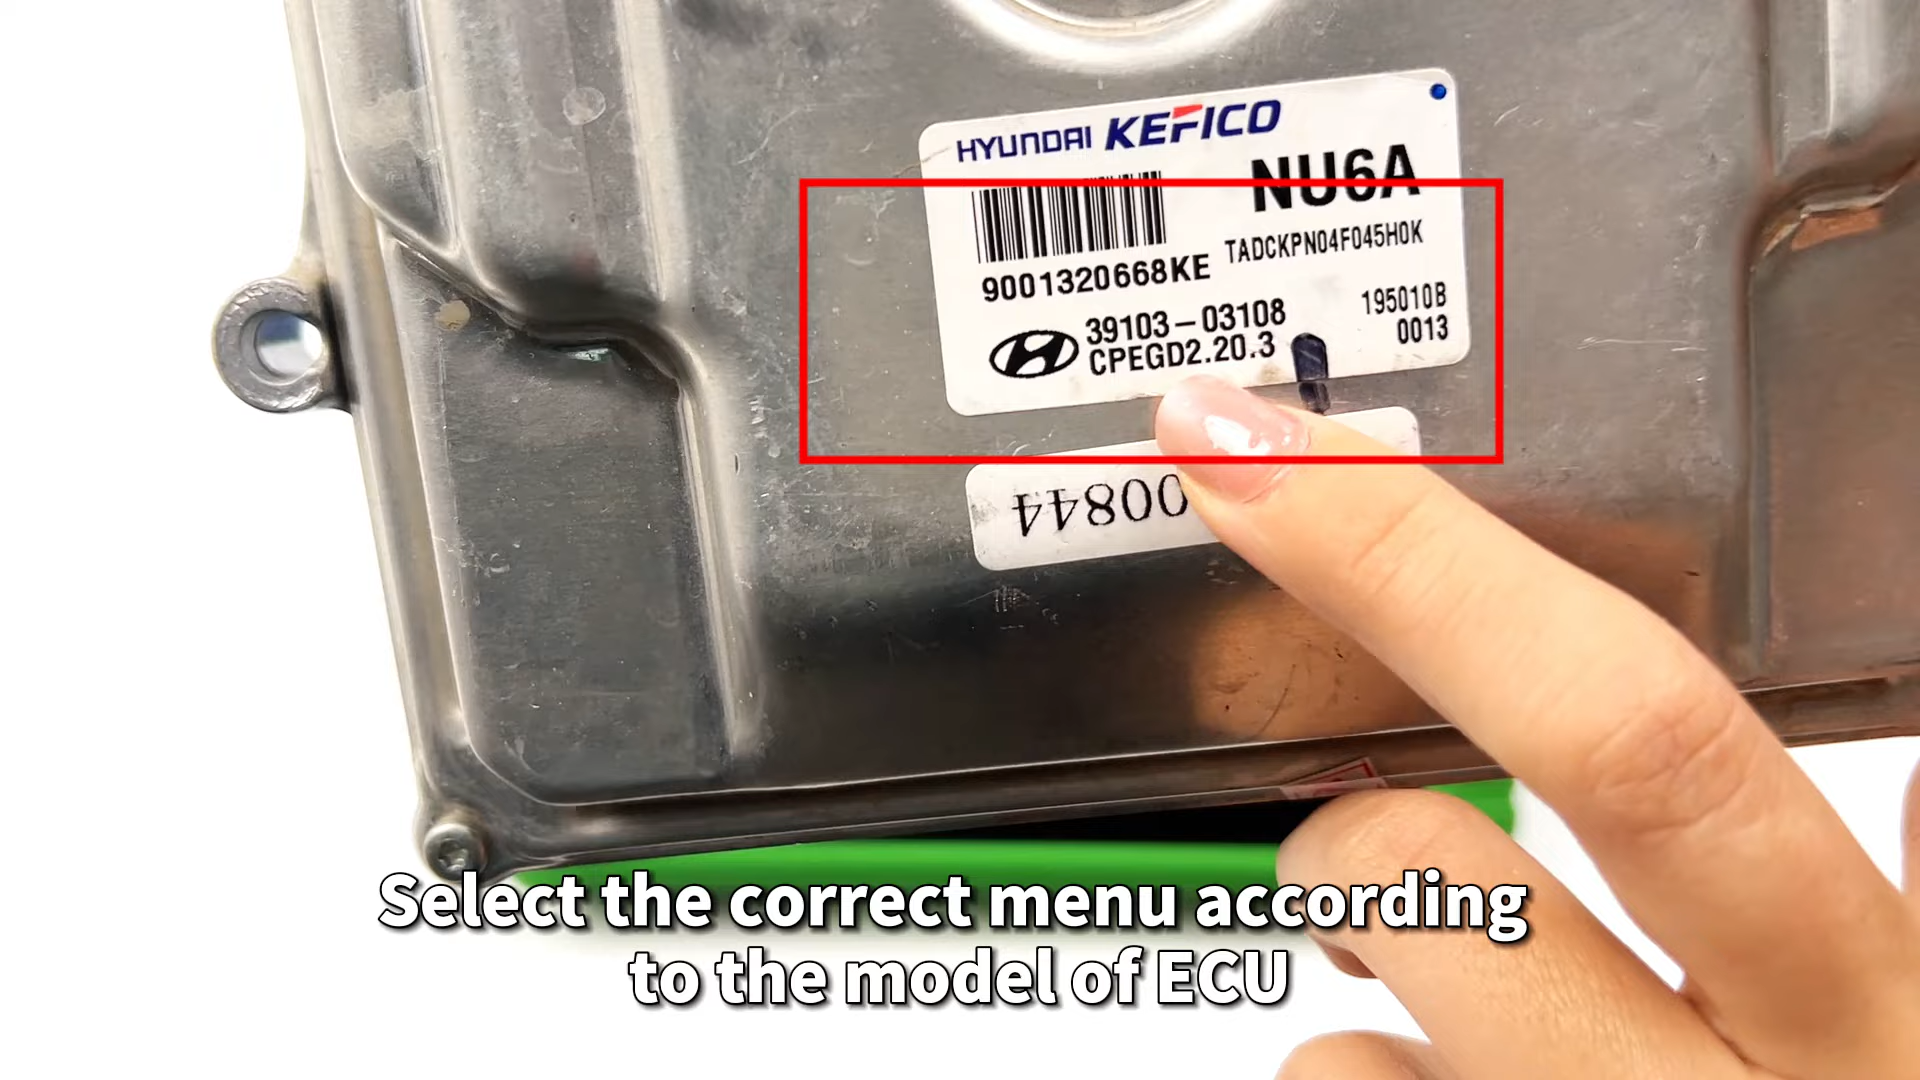 HYUNDAI KEFICO
NU6A
TADCKPN04F045H0K
9001320668KE
39103-03108
CPEGD2.20.3
195010B
0013
00844
Select the correct menu according
to the model of ECU